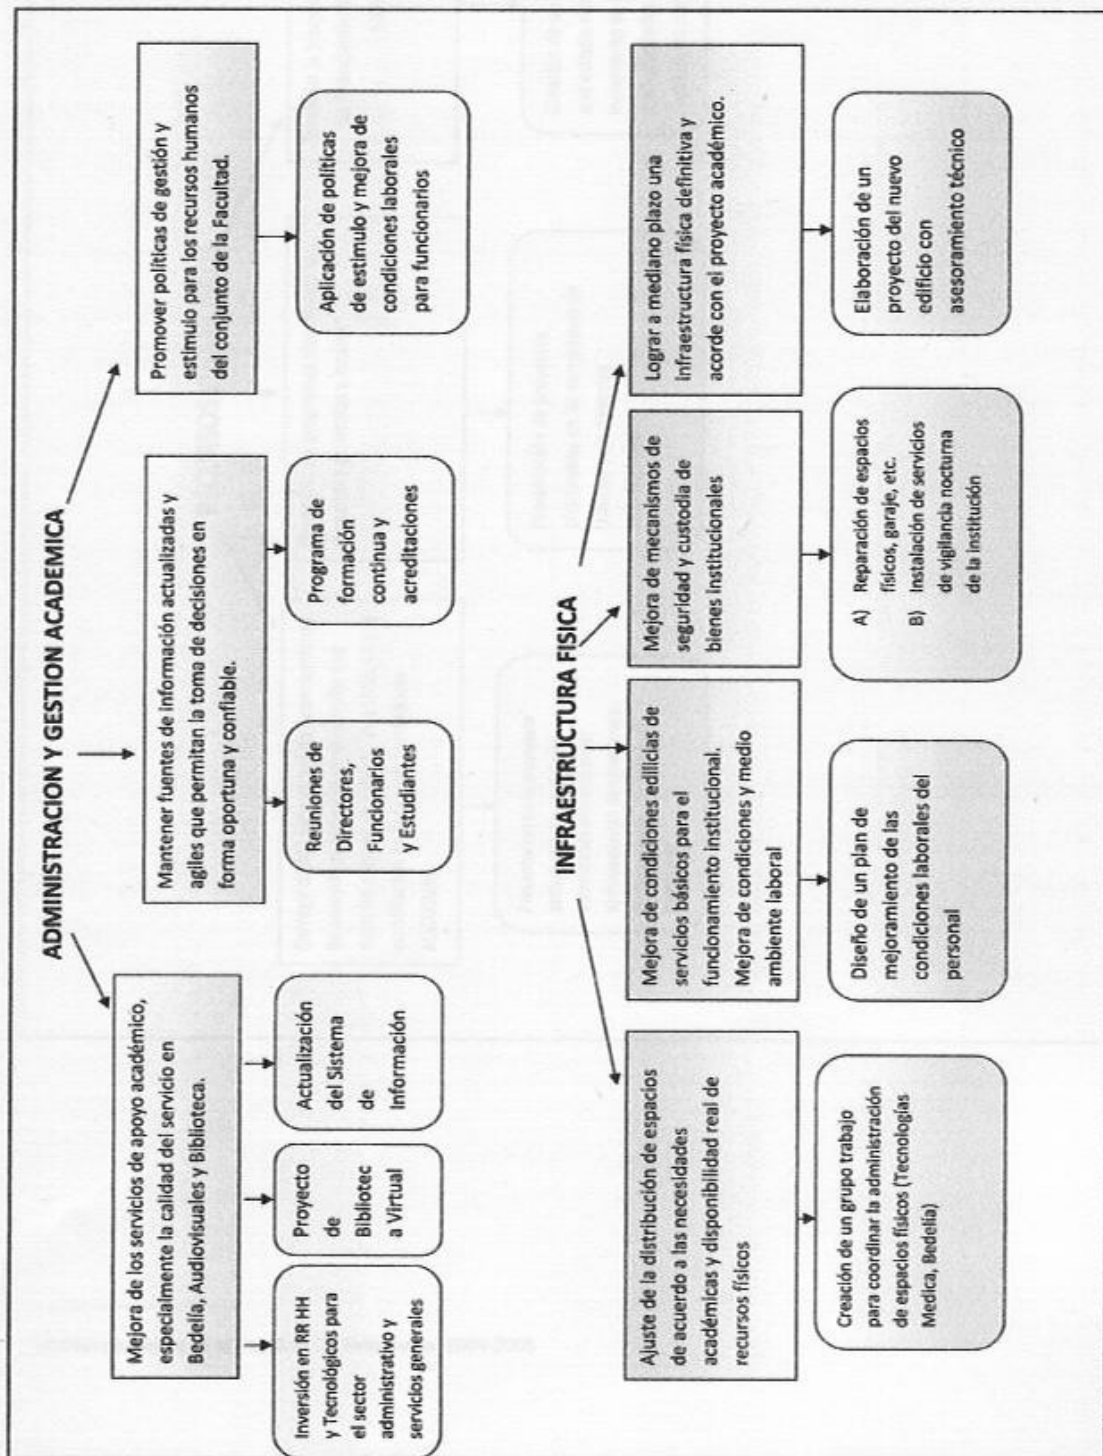 ADMINISTRACION Y GESTION ACADEMICA
Mejora de los servicios de apoyo académico,
especialmente la calidad del servicio en
Bedelía, Audiovisuales y Biblioteca.
Inversión en RR HH
y Tecnológicos para
el sector
administrativo y
servicios generales
Proyecto
de
Bibliotec
a Virtual
Actualización
del Sistema
de
Información
Mantener fuentes de información actualizadas y
agiles que permitan la toma de decisiones en
forma oportuna y confiable.
Reuniones de
Directores,
Funcionarios
y Estudiantes
Programa de
formación
continua y
acreditaciones
Promover políticas de gestión y
estimulo para los recursos humanos
del conjunto de la Facultad.
Aplicación de políticas
de estimulo y mejora de
condiciones laborales
para funcionarios
INFRAESTRUCTURA FISICA
Ajuste de la distribución de espacios
de acuerdo a las necesidades
académicas y disponibilidad real de
recursos físicos
Creación de un grupo trabajo
para coordinar la administración
de espacios físicos (Tecnologías
Medica, Bedelía)
Mejora de condiciones edilicias de
servicios básicos para el
funcionamiento institucional.
Mejora de condiciones y medio
ambiente laboral
Diseño de un plan de
mejoramiento de las
condiciones laborales del
personal
Mejora de mecanismos de
seguridad y custodia de
bienes institucionales
A) Reparación de espacios
físicos, garaje, etc.
B) Instalación de servicios
de vigilancia nocturna
de la institución
Lograr a mediano plazo una
infraestructura física definitiva y
acorde con el proyecto académico.
Elaboración de un
proyecto del nuevo
edificio con
asesoramiento técnico